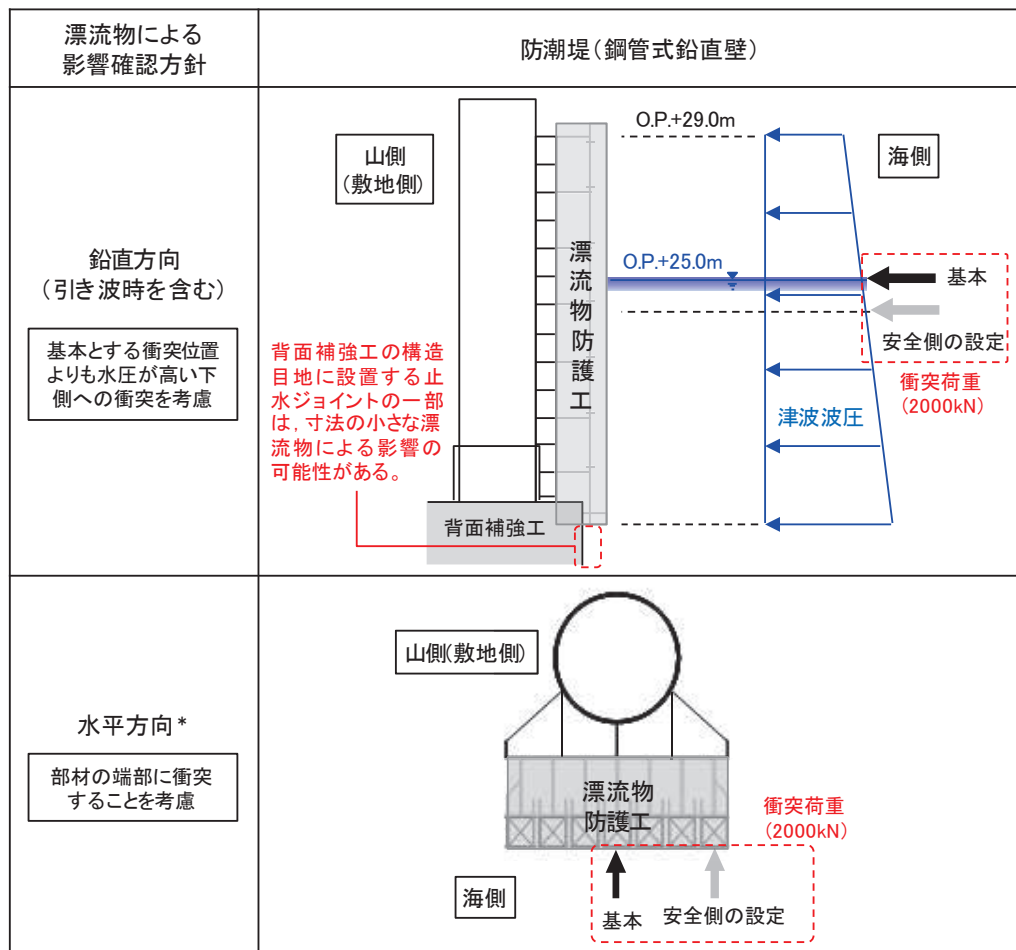 漂流物による
影響確認方針
防潮堤(鋼管式鉛直壁)
鉛直方向
(引き波時を含む)
基本とする衝突位置
よりも水圧が高い下
側への衝突を考慮
山側
(敷地側)
O.P.+29.0m
海側
漂流物防護工
O.P.+25.0m
基本
安全側の設定
衝突荷重
(2000kN)
津波波圧
背面補強工の構造
目地に設置する止
水ジョイントの一部
は,寸法の小さな漂
流物による影響の
可能性がある。
背面補強工
水平方向*
部材の端部に衝突
することを考慮
山側(敷地側)
漂流物
防護工
衝突荷重
(2000kN)
海側
基本
安全側の設定